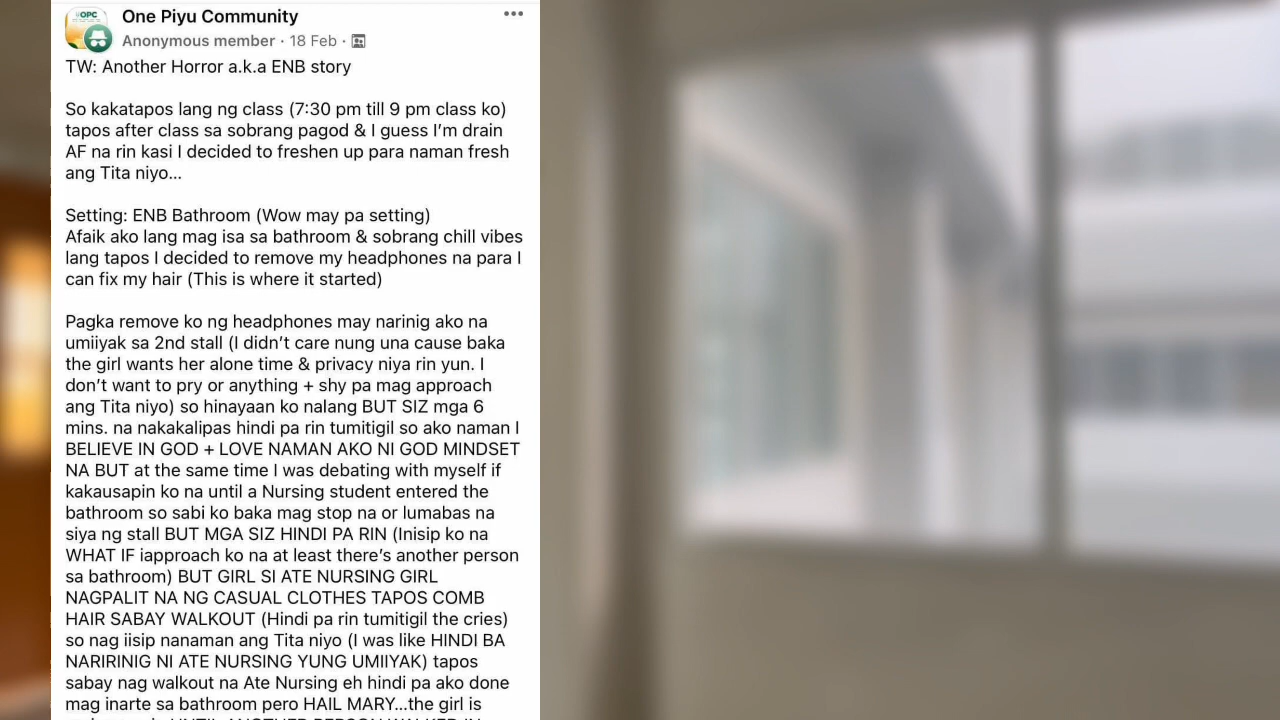 OPC
One Piyu Community
Anonymous member · 18 Feb ·
TW: Another Horror a.k.a ENB story
So kakatapos lang ng class (7:30 pm till 9 pm class ko)
tapos after class sa sobrang pagod & I guess I'm drain
AF na rin kasi I decided to freshen up para naman fresh
ang Tita niyo...
Setting: ENB Bathroom (Wow may pa setting)
Afaik ako lang mag isa sa bathroom & sobrang chill vibes
lang tapos I decided to remove my headphones na para I
can fix my hair (This is where it started)
Pagka remove ko ng headphones may narinig ako na
umiiyak sa 2nd stall (I didn't care nung una cause baka
the girl wants her alone time & privacy niya rin yun. I
don't want to pry or anything + shy pa mag approach
ang Tita niyo) so hinayaan ko nalang BUT SIZ mga 6
mins. na nakakalipas hindi pa rin tumitigil so ako naman I
BELIEVE IN GOD + LOVE NAMAN AKO NI GOD MINDSET
NA BUT at the same time I was debating with myself if
kakausapin ko na until a Nursing student entered the
bathroom so sabi ko baka mag stop na or lumabas na
siya ng stall BUT MGA SIZ HINDI PA RIN (Inisip ko na
WHAT IF iapproach ko na at least there's another person
sa bathroom) BUT GIRL SI ATE NURSING GIRL
NAGPALIT NA NG CASUAL CLOTHES TAPOS COMB
HAIR SABAY WALKOUT (Hindi pa rin tumitigil the cries)
so nag iisip nanaman ang Tita niyo (I was like HINDI BA
NARIRINIG NI ATE NURSING YUNG UMIIYAK) tapos
sabay nag walkout na Ate Nursing eh hindi pa ako done
mag inarte sa bathroom pero HAIL MARY...the girl is
UNTIL ANOTHER PERSON WALKED IN